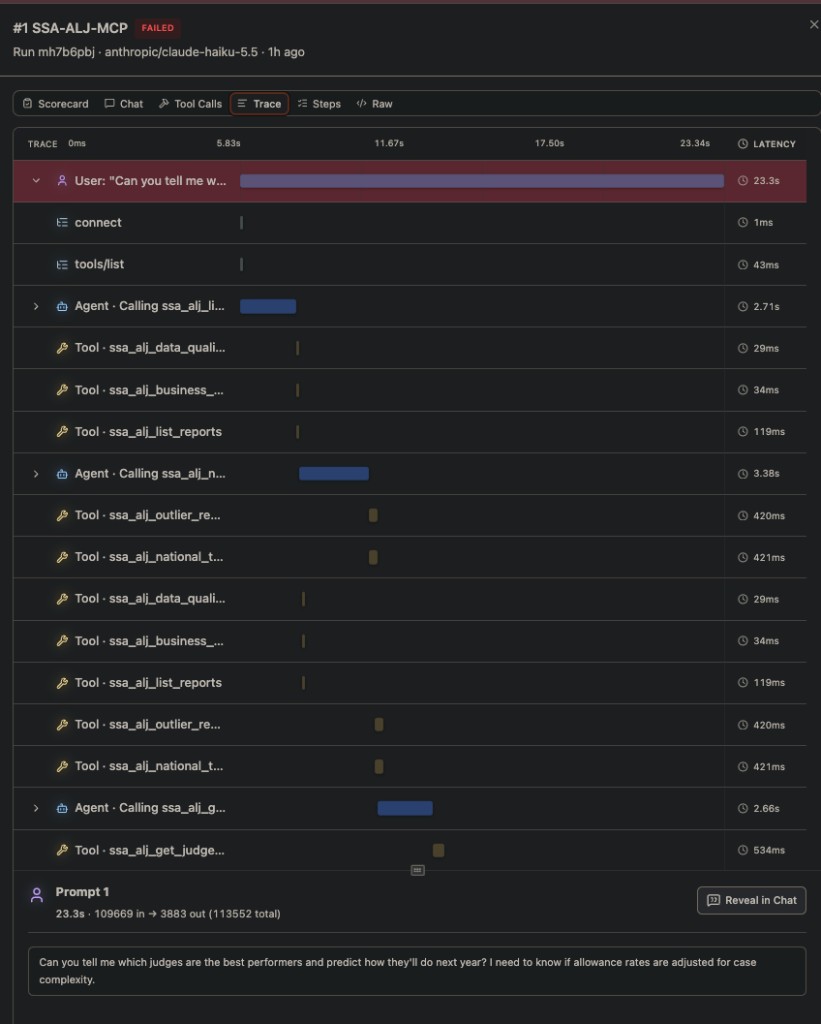 #1 SSA-ALJ-MCP FAILED
Run mh7b6pbj · anthropic/claude-haiku-5.5 · 1h ago
Scorecard Chat Tool Calls Trace Steps Raw
TRACE 0ms 5.83s 11.67s 17.50s 23.34s LATENCY
User: "Can you tell me w... 23.3s
connect 1ms
tools/list 43ms
Agent · Calling ssa_alj_li... 2.71s
Tool · ssa_alj_data_quali... 29ms
Tool · ssa_alj_business_... 34ms
Tool · ssa_alj_list_reports 119ms
Agent · Calling ssa_alj_n... 3.38s
Tool · ssa_alj_outlier_re... 420ms
Tool · ssa_alj_national_t... 421ms
Tool · ssa_alj_data_quali... 29ms
Tool · ssa_alj_business_... 34ms
Tool · ssa_alj_list_reports 119ms
Tool · ssa_alj_outlier_re... 420ms
Tool · ssa_alj_national_t... 421ms
Agent · Calling ssa_alj_g... 2.66s
Tool · ssa_alj_get_judge... 534ms
Prompt 1
23.3s · 109669 in → 3883 out (113552 total)
Reveal in Chat
Can you tell me which judges are the best performers and predict how they'll do next year? I need to know if allowance rates are adjusted for case
complexity.